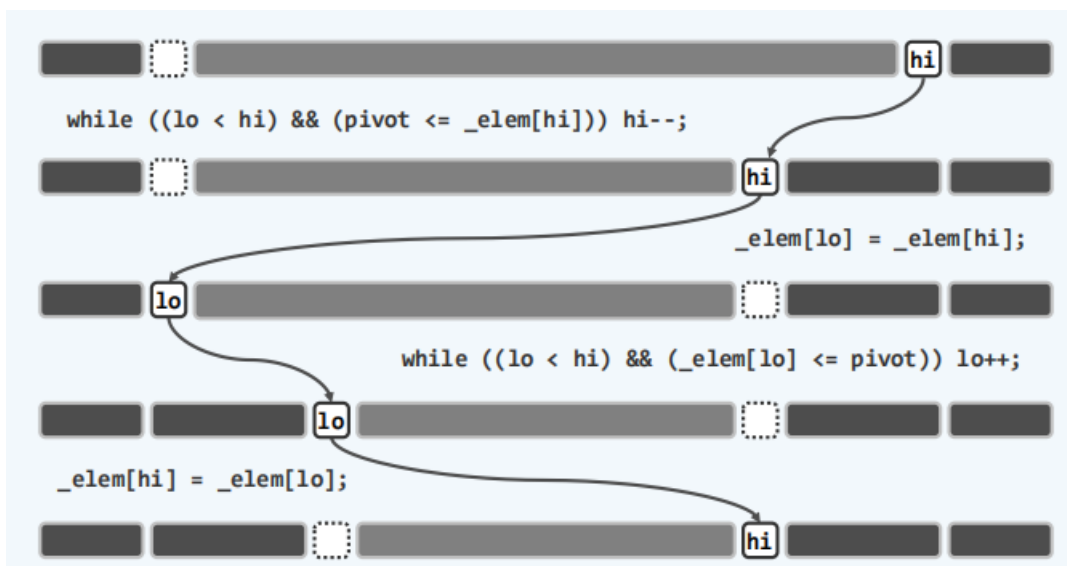 hi
while ((lo < hi) && (pivot <= _elem[hi])) hi--;
hi
_elem[lo] = _elem[hi];
lo
while ((lo < hi) && (_elem[lo] <= pivot)) lo++;
lo
_elem[hi] = _elem[lo];
hi